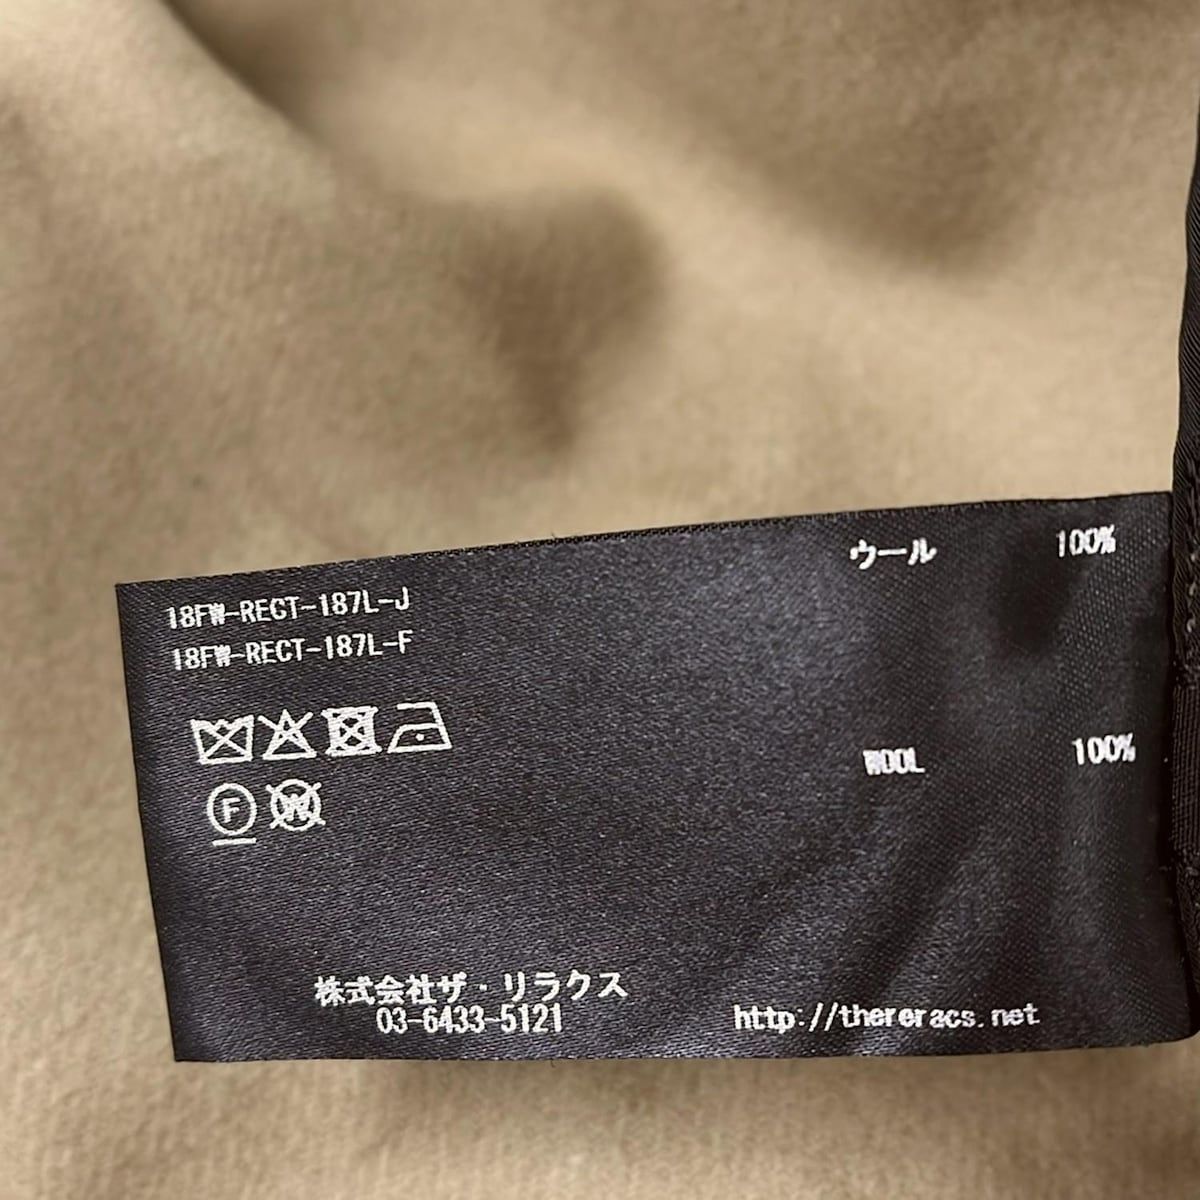 18FW-RECT-187L-J
18FW-RECT-187L-F
ウール 100%
WOOL 100%
F
W
株式会社ザ・リラクス
03-6433-5121
http://thereracs.net